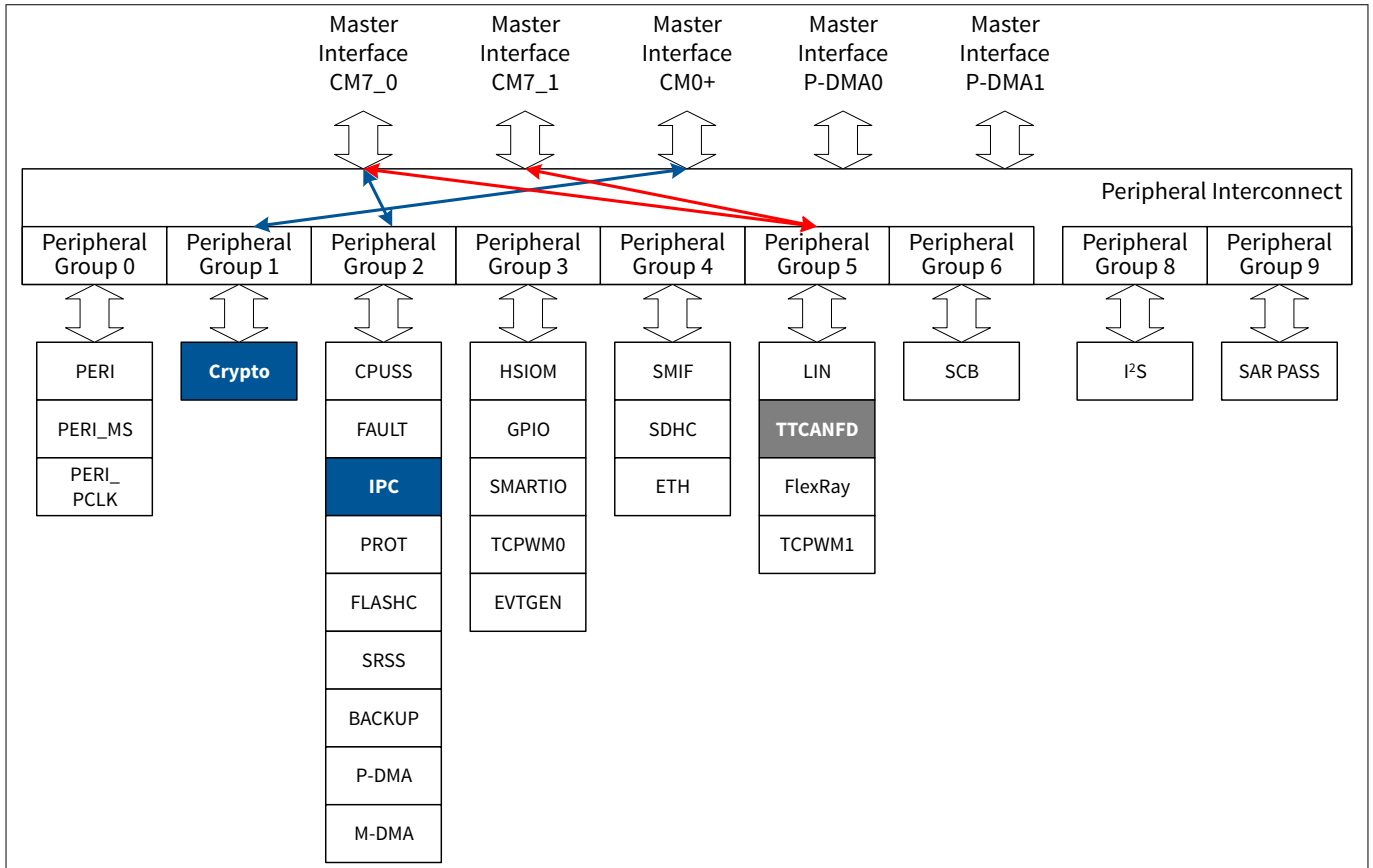 Master
Interface
CM7_0
Master
Interface
CM7_1
Master
Interface
CM0+
Master
Interface
P-DMA0
Master
Interface
P-DMA1
Peripheral Interconnect
Peripheral
Group 0
Peripheral
Group 1
Peripheral
Group 2
Peripheral
Group 3
Peripheral
Group 4
Peripheral
Group 5
Peripheral
Group 6
Peripheral
Group 8
Peripheral
Group 9
PERI
PERI_MS
PERI_
PCLK
Crypto
CPUSS
FAULT
IPC
PROT
FLASHC
SRSS
BACKUP
P-DMA
M-DMA
HSIOM
GPIO
SMARTIO
TCPWM0
EVTGEN
SMIF
SDHC
ETH
LIN
TTCANFD
FlexRay
TCPWM1
SCB
I²S
SAR PASS